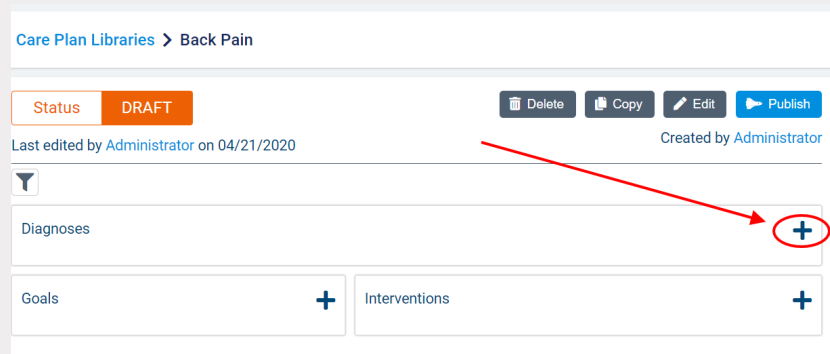 Care Plan Libraries > Back Pain
Status DRAFT Delete Copy Edit Publish
Last edited by Administrator on 04/21/2020 Created by Administrator
Diagnoses
Goals Interventions